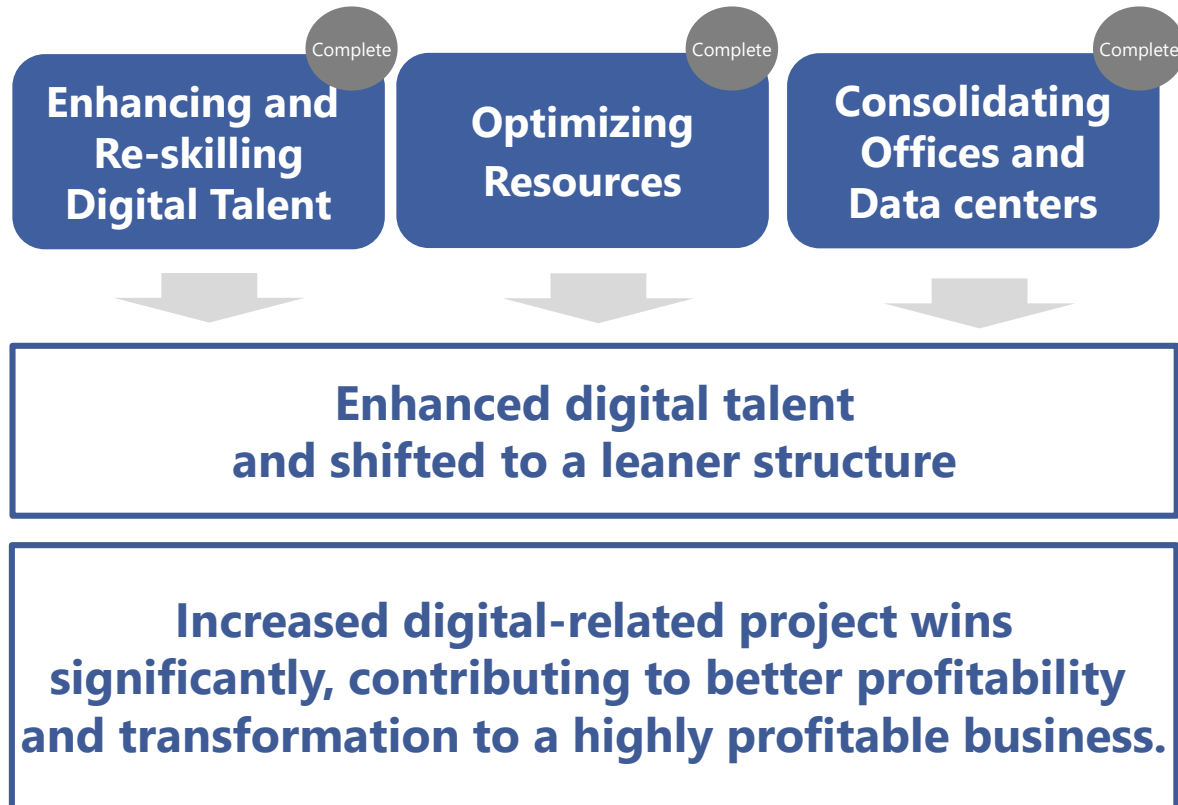 Complete
Enhancing and
Re-skilling
Digital Talent
Complete
Optimizing
Resources
Complete
Consolidating
Offices and
Data centers
Enhanced digital talent
and shifted to a leaner structure
Increased digital-related project wins
significantly, contributing to better profitability
and transformation to a highly profitable business.